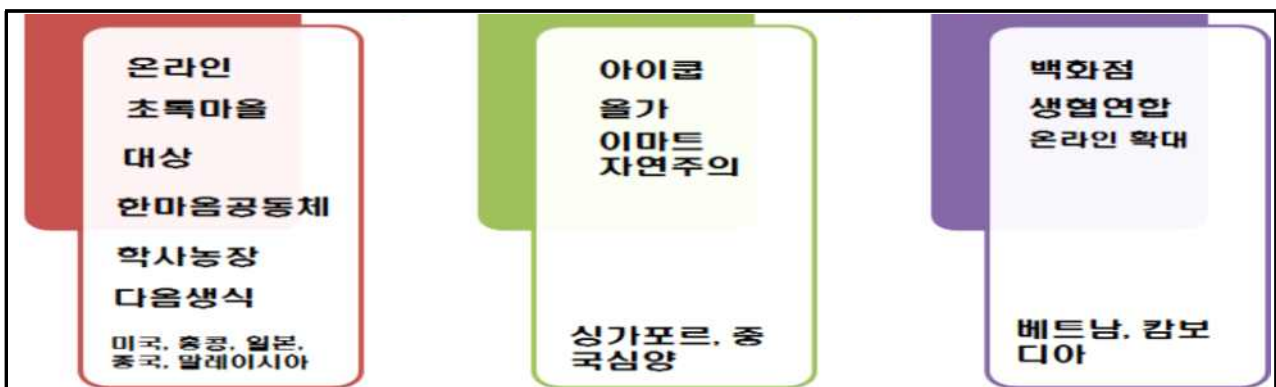 온라인
초록마을
대상
한마음공동체
학사농장
다음생식
미국, 홍콩, 일본,
중국, 말레이시아
아이쿱
올가
이마트
자연주의
싱가포르, 중
국심양
백화점
생협연합
온라인 확대
베트남, 캄보
디아